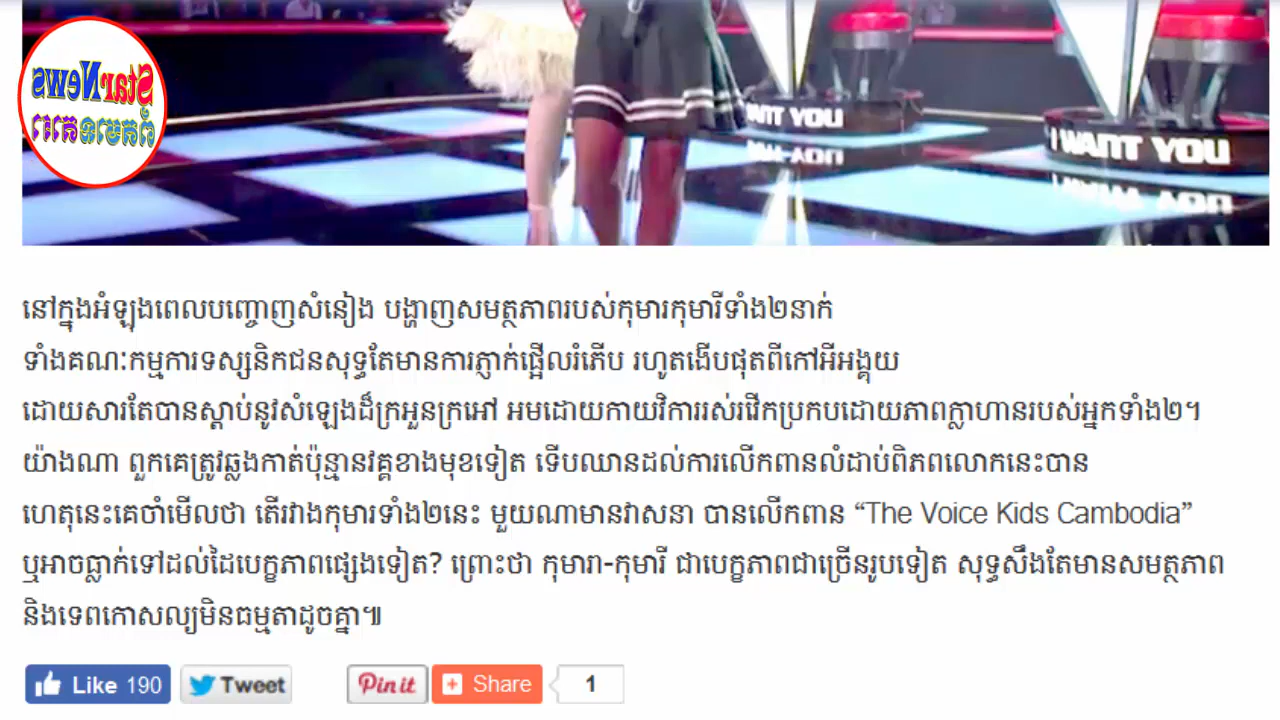 StarNews
WANT YOU
I WANT YOU
នៅក្នុងអំឡុងពេលបញ្ចោញសំនៀង បង្ហាញសមត្ថភាពរបស់កុមារកុមារីទាំង២នាក់
ទាំងគណ:កម្មការទស្សនិកជនសុទ្ធតែមានការភ្ញាក់ផ្អើលរំភើប រហូតងើបផុតពីកៅអីអង្គុយ
ដោយសារតែបានស្តាប់នូវសំឡេងដ៏ក្រអួនក្រអៅ អមដោយកាយវិការរស់រវើកប្រកបដោយភាពក្លាហានរបស់អ្នកទាំង២។
យ៉ាងណា ពួកគេត្រូវឆ្លងកាត់ប៉ុន្មានវគ្គខាងមុខទៀត ទើបឈានដល់ការលើកពានលំដាប់ពិភពលោកនេះបាន
ហេតុនេះគេចាំមើលថា តើរវាងកុមារទាំង២នេះ មួយណាមានវាសនា បានលើកពាន “The Voice Kids Cambodia”
ឬអាចធ្លាក់ទៅដល់ដៃបេក្ខភាពផ្សេងទៀត? ព្រោះថា កុមារា-កុមារី ជាបេក្ខភាពជាច្រើនរូបទៀត សុទ្ធសឹងតែមានសមត្ថភាព
និងទេពកោសល្យមិនធម្មតាដូចគ្នា៕
Like 190 Tweet Pin it Share 1